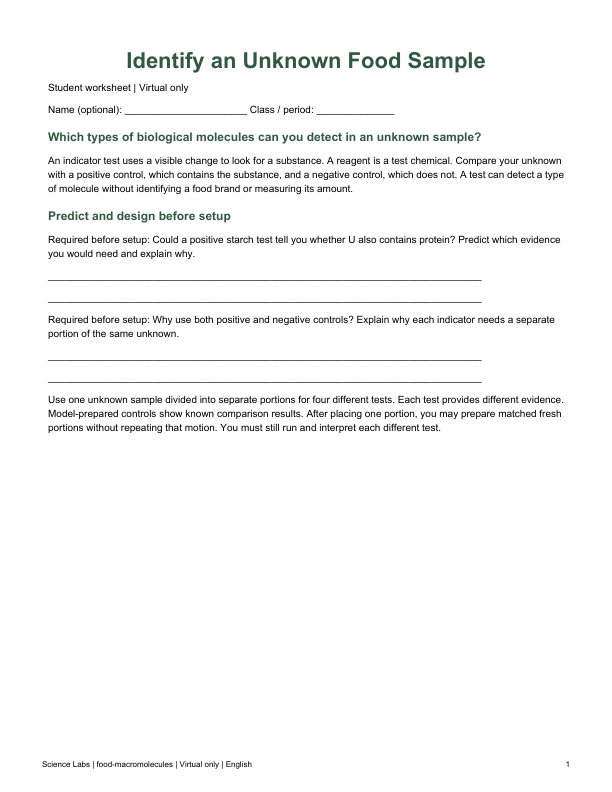 Identify an Unknown Food Sample
Student worksheet | Virtual only
Name (optional): ______________________ Class / period: ______________
Which types of biological molecules can you detect in an unknown sample?
An indicator test uses a visible change to look for a substance. A reagent is a test chemical. Compare your unknown
with a positive control, which contains the substance, and a negative control, which does not. A test can detect a type
of molecule without identifying a food brand or measuring its amount.
Predict and design before setup
Required before setup: Could a positive starch test tell you whether U also contains protein? Predict which evidence
you would need and explain why.
Required before setup: Why use both positive and negative controls? Explain why each indicator needs a separate
portion of the same unknown.
Use one unknown sample divided into separate portions for four different tests. Each test provides different evidence.
Model-prepared controls show known comparison results. After placing one portion, you may prepare matched fresh
portions without repeating that motion. You must still run and interpret each different test.
Science Labs | food-macromolecules | Virtual only | English
1